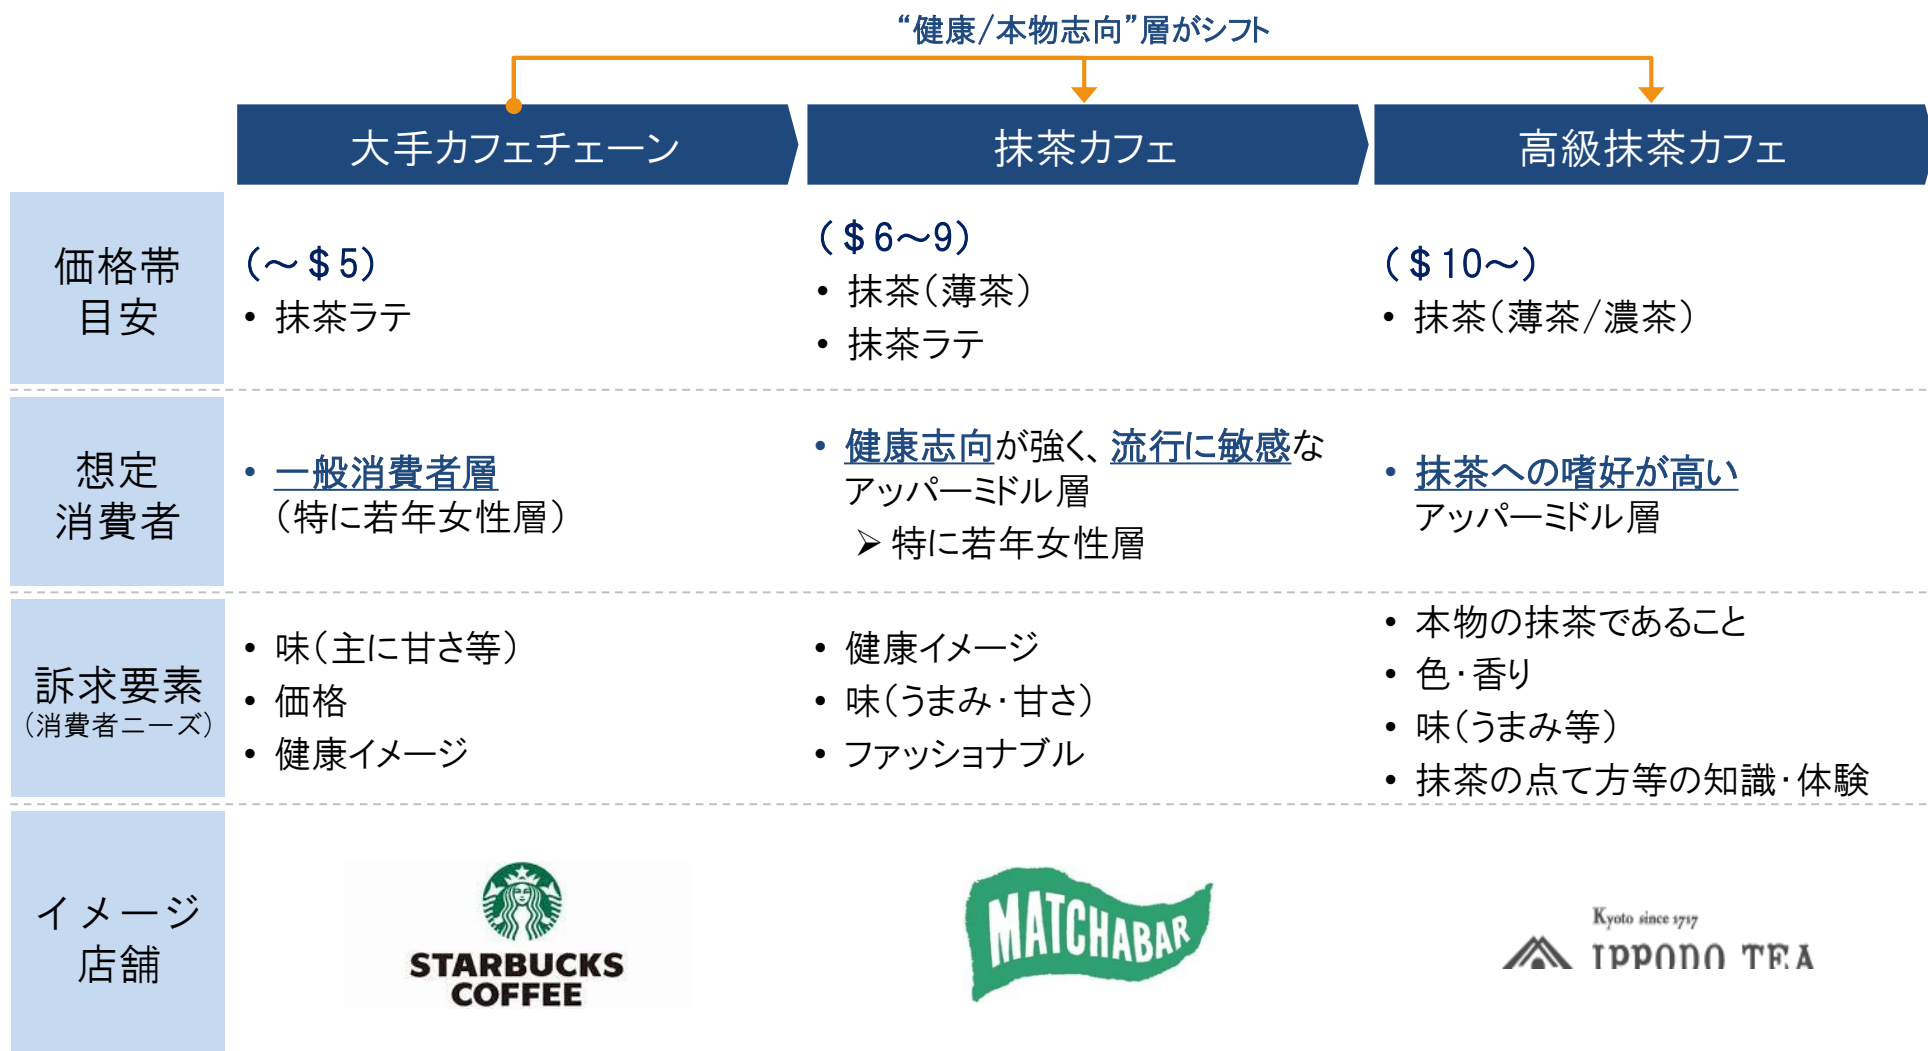 “健康/本物志向”層がシフト
大手カフェチェーン
抹茶カフェ
高級抹茶カフェ
価格帯
目安
(～＄5)
• 抹茶ラテ
(＄6～9)
• 抹茶(薄茶)
• 抹茶ラテ
(＄10～)
• 抹茶(薄茶/濃茶)
想定
消費者
• 一般消費者層
(特に若年女性層)
• 健康志向が強く、流行に敏感な
アッパーミドル層
➢ 特に若年女性層
• 抹茶への嗜好が高い
アッパーミドル層
訴求要素
(消費者ニーズ)
• 味(主に甘さ等)
• 価格
• 健康イメージ
• 健康イメージ
• 味(うまみ･甘さ)
• ファッショナブル
• 本物の抹茶であること
• 色･香り
• 味(うまみ等)
• 抹茶の点て方等の知識･体験
イメージ
店舗
STARBUCKS
COFFEE
MATCHABAR
Kyoto since 1717
IPPODO TEA